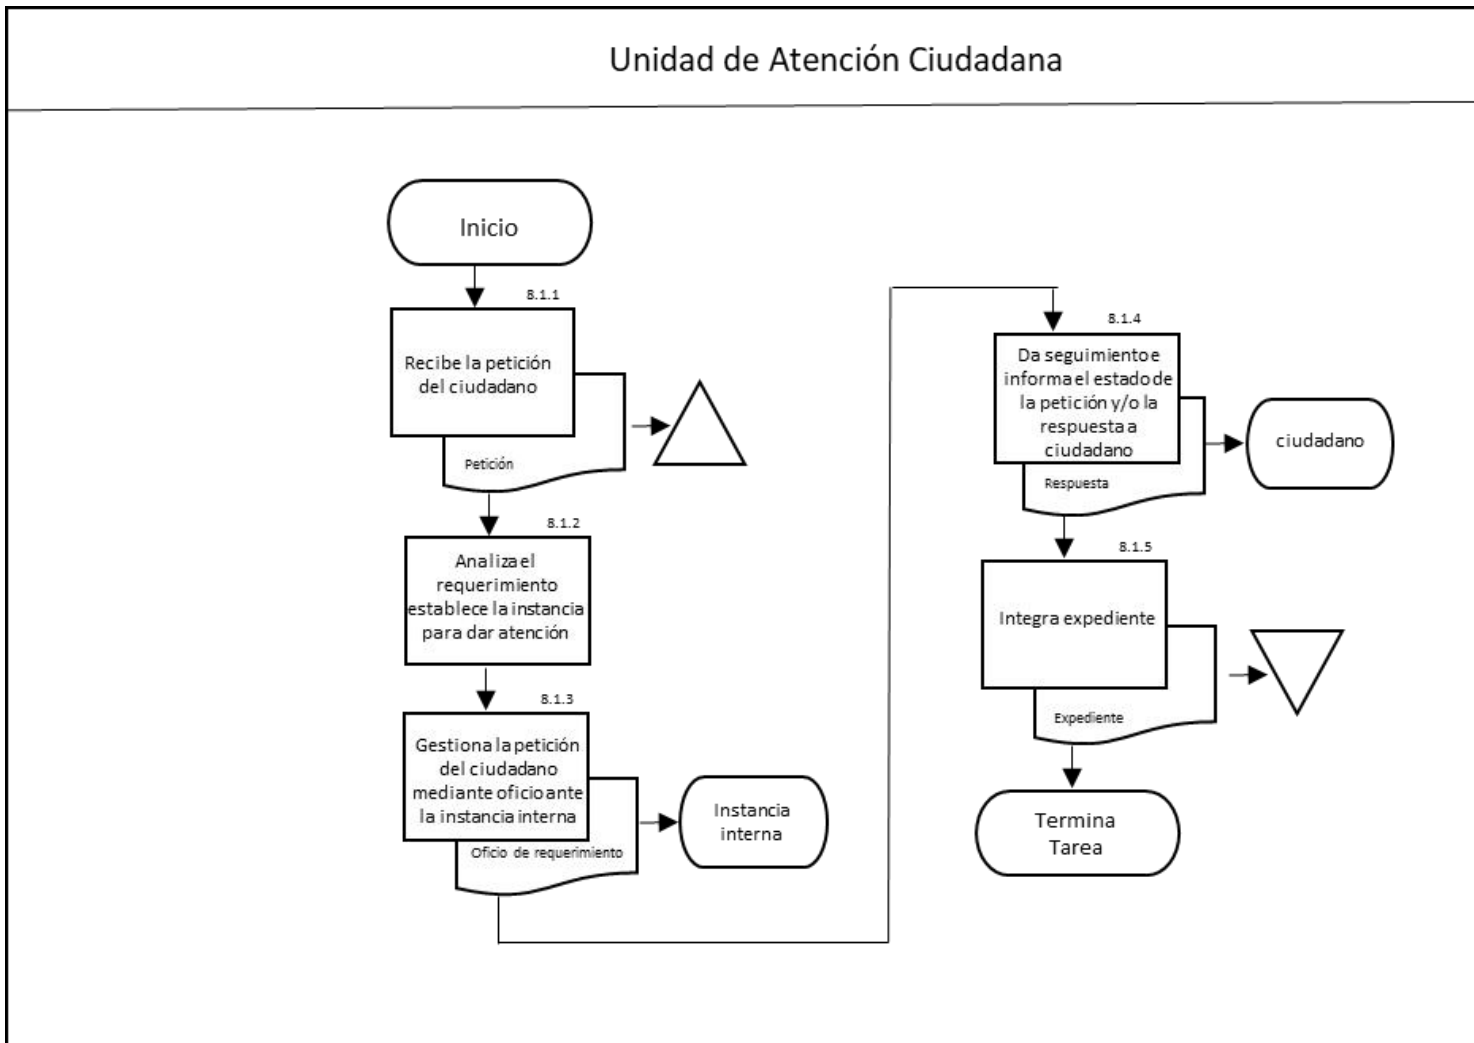 Unidad de Atención Ciudadana
Inicio
8.1.1
Recibe la petición
del ciudadano
Petición
8.1.2
Analiza el
requerimiento
establece la instancia
para dar atención
8.1.3
Gestiona la petición
del ciudadano
mediante oficio ante
la instancia interna
Oficio de requerimiento
Instancia
interna
8.1.4
Da seguimiento e
informa el estado de
la petición y/o la
respuesta a
ciudadano
Respuesta
ciudadano
8.1.5
Integra expediente
Expediente
Termina
Tarea